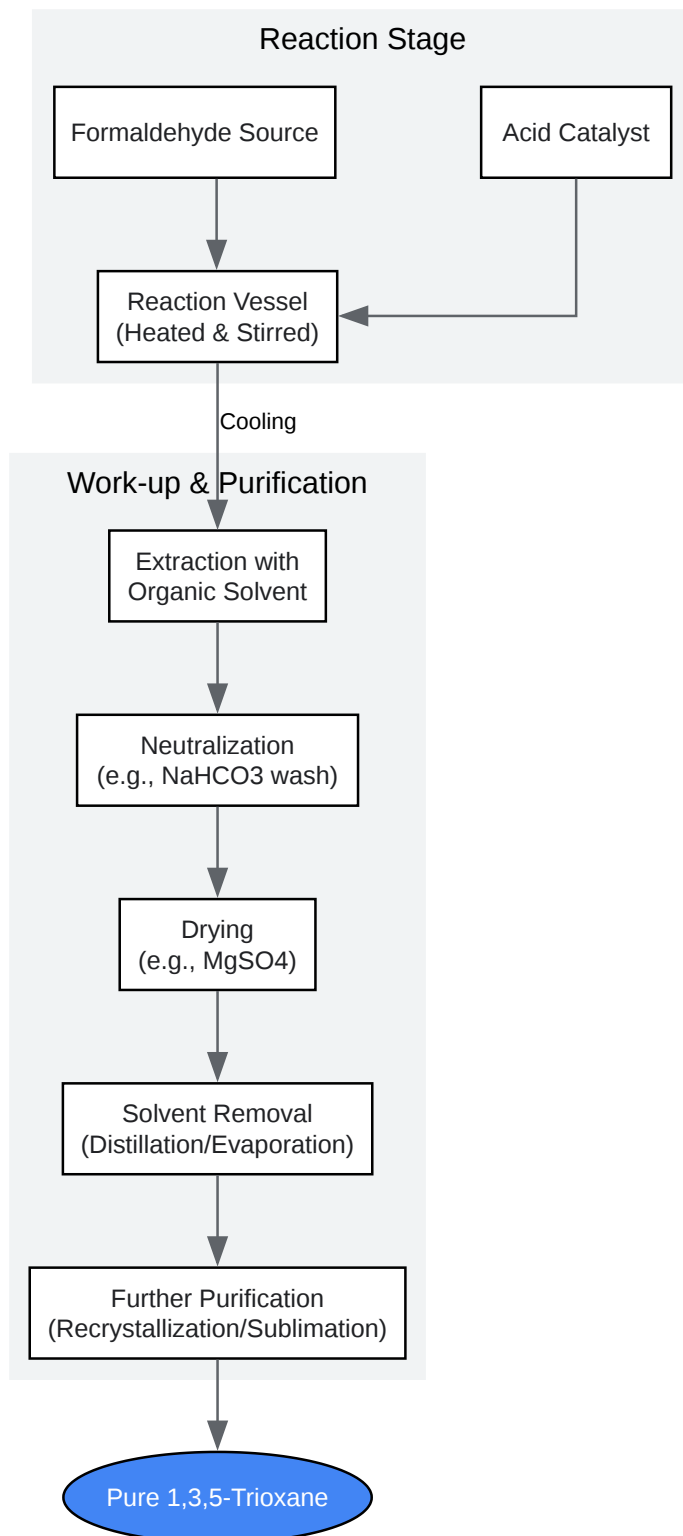 Reaction Stage
Formaldehyde Source
Acid Catalyst
Reaction Vessel
(Heated & Stirred)
Cooling
Work-up & Purification
Extraction with
Organic Solvent
Neutralization
(e.g., NaHCO3 wash)
Drying
(e.g., MgSO4)
Solvent Removal
(Distillation/Evaporation)
Further Purification
(Recrystallization/Sublimation)
Pure 1,3,5-Trioxane